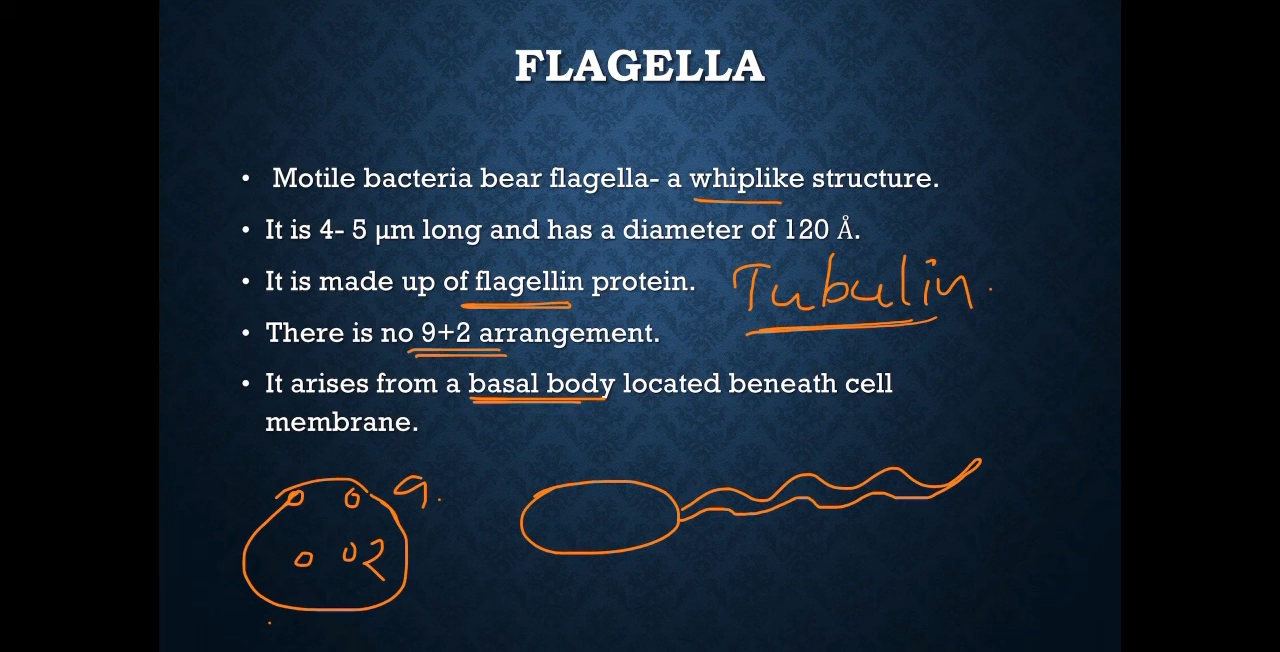 FLAGELLA
• Motile bacteria bear flagella- a whiplike structure.
• It is 4- 5 µm long and has a diameter of 120 Å.
• It is made up of flagellin protein.
Tubulin.
• There is no 9+2 arrangement.
• It arises from a basal body located beneath cell
membrane.
9.
2